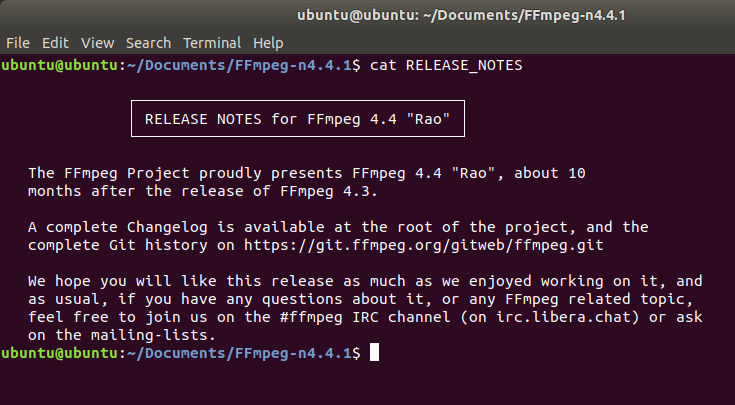 ubuntu@ubuntu: ~/Documents/FFmpeg-n4.4.1
File Edit View Search Terminal Help
ubuntu@ubuntu:~/Documents/FFmpeg-n4.4.1$ cat RELEASE_NOTES
RELEASE NOTES for FFmpeg 4.4 "Rao"
The FFmpeg Project proudly presents FFmpeg 4.4 "Rao", about 10
months after the release of FFmpeg 4.3.
A complete Changelog is available at the root of the project, and the
complete Git history on https://git.ffmpeg.org/gitweb/ffmpeg.git
We hope you will like this release as much as we enjoyed working on it, and
as usual, if you have any questions about it, or any FFmpeg related topic,
feel free to join us on the #ffmpeg IRC channel (on irc.libera.chat) or ask
on the mailing-lists.
ubuntu@ubuntu:~/Documents/FFmpeg-n4.4.1$